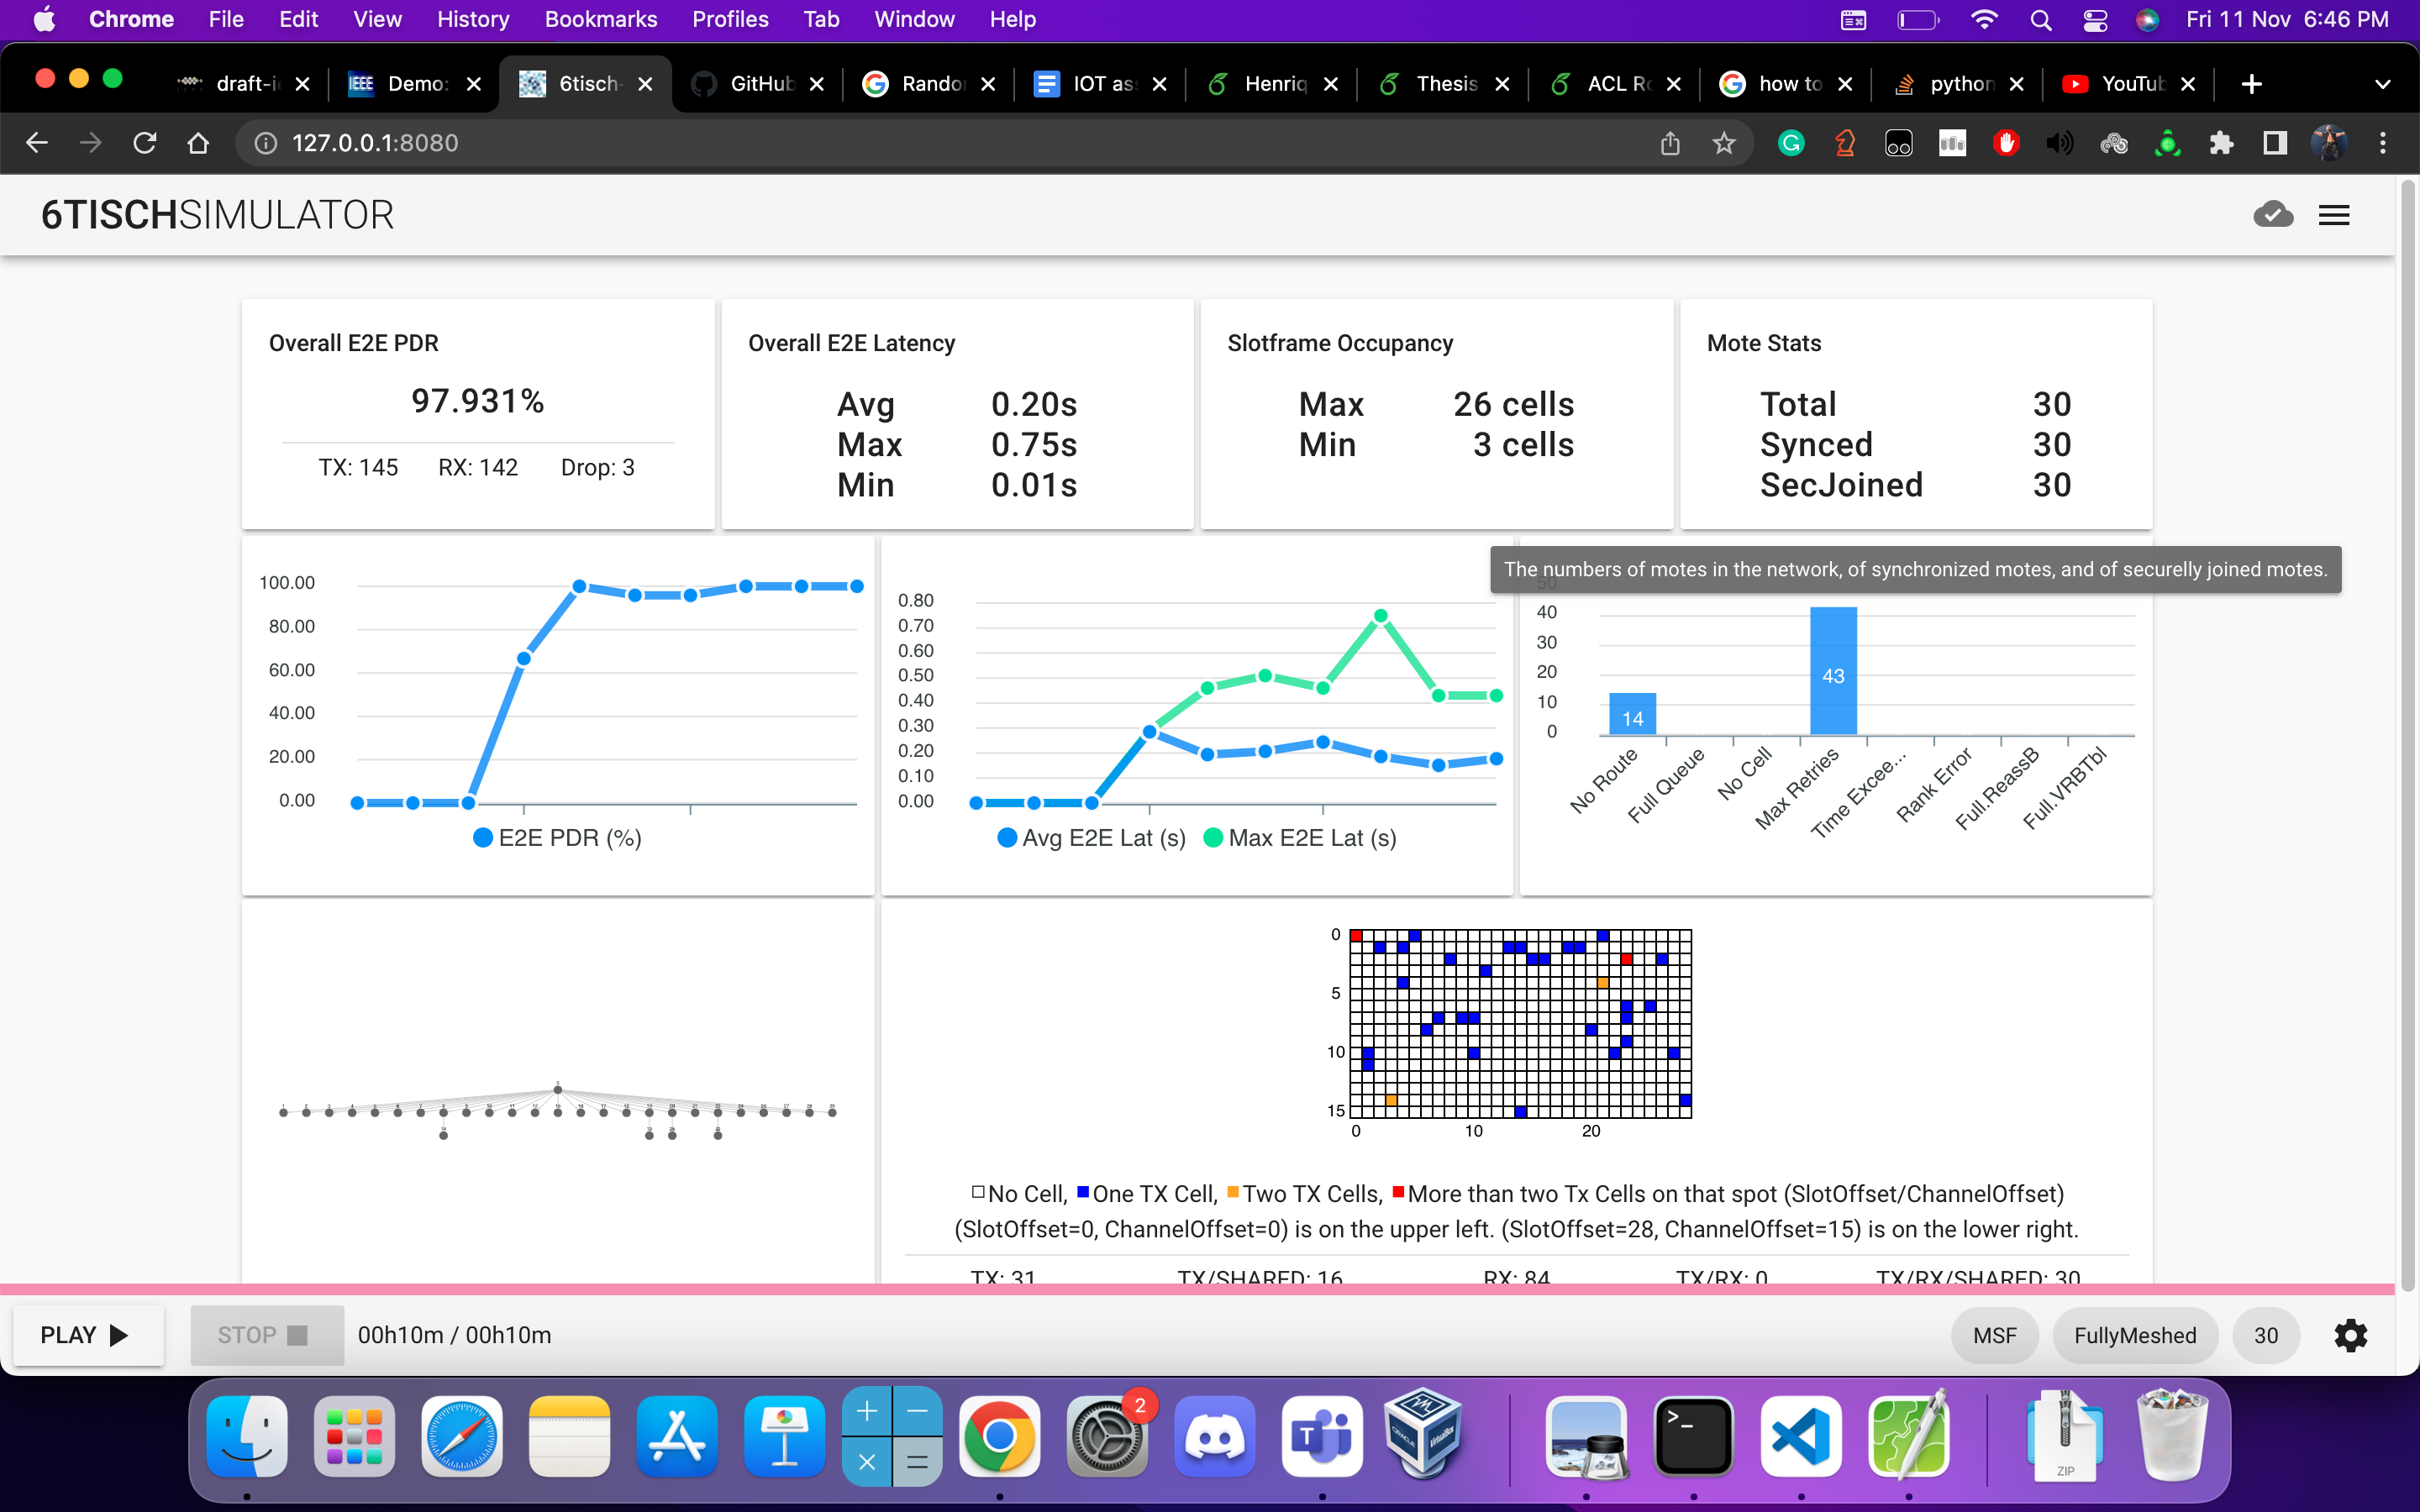 Chrome File Edit View History Bookmarks Profiles Tab Window Help Fri 11 Nov 6:46 PM
draft-i Demo: 6tisch- GitHub Rando IOT as Henriq Thesis ACL Ro how to python YouTub
127.0.0.1:8080
6TISCHSIMULATOR
Overall E2E PDR
97.931%
TX: 145 RX: 142 Drop: 3
Overall E2E Latency
Avg 0.20s
Max 0.75s
Min 0.01s
Slotframe Occupancy
Max 26 cells
Min 3 cells
Mote Stats
Total 30
Synced 30
SecJoined 30
The numbers of motes in the network, of synchronized motes, and of securelly joined motes.
100.00
80.00
60.00
40.00
20.00
0.00
E2E PDR (%)
0.80
0.70
0.60
0.50
0.40
0.30
0.20
0.10
0.00
Avg E2E Lat (s) Max E2E Lat (s)
50
40
30
20
10
0
14 43
No Route Full Queue No Cell Max Retries Time Excee... Rank Error Full.ReassB Full.VRBTbl
0
5
10
15
0 10 20
No Cell, One TX Cell, Two TX Cells, More than two Tx Cells on that spot (SlotOffset/ChannelOffset)
(SlotOffset=0, ChannelOffset=0) is on the upper left. (SlotOffset=28, ChannelOffset=15) is on the lower right.
TX: 31 TX/SHARED: 16 RX: 84 TX/RX: 0 TX/RX/SHARED: 30
PLAY STOP 00h10m / 00h10m MSF FullyMeshed 30
2
ZIP